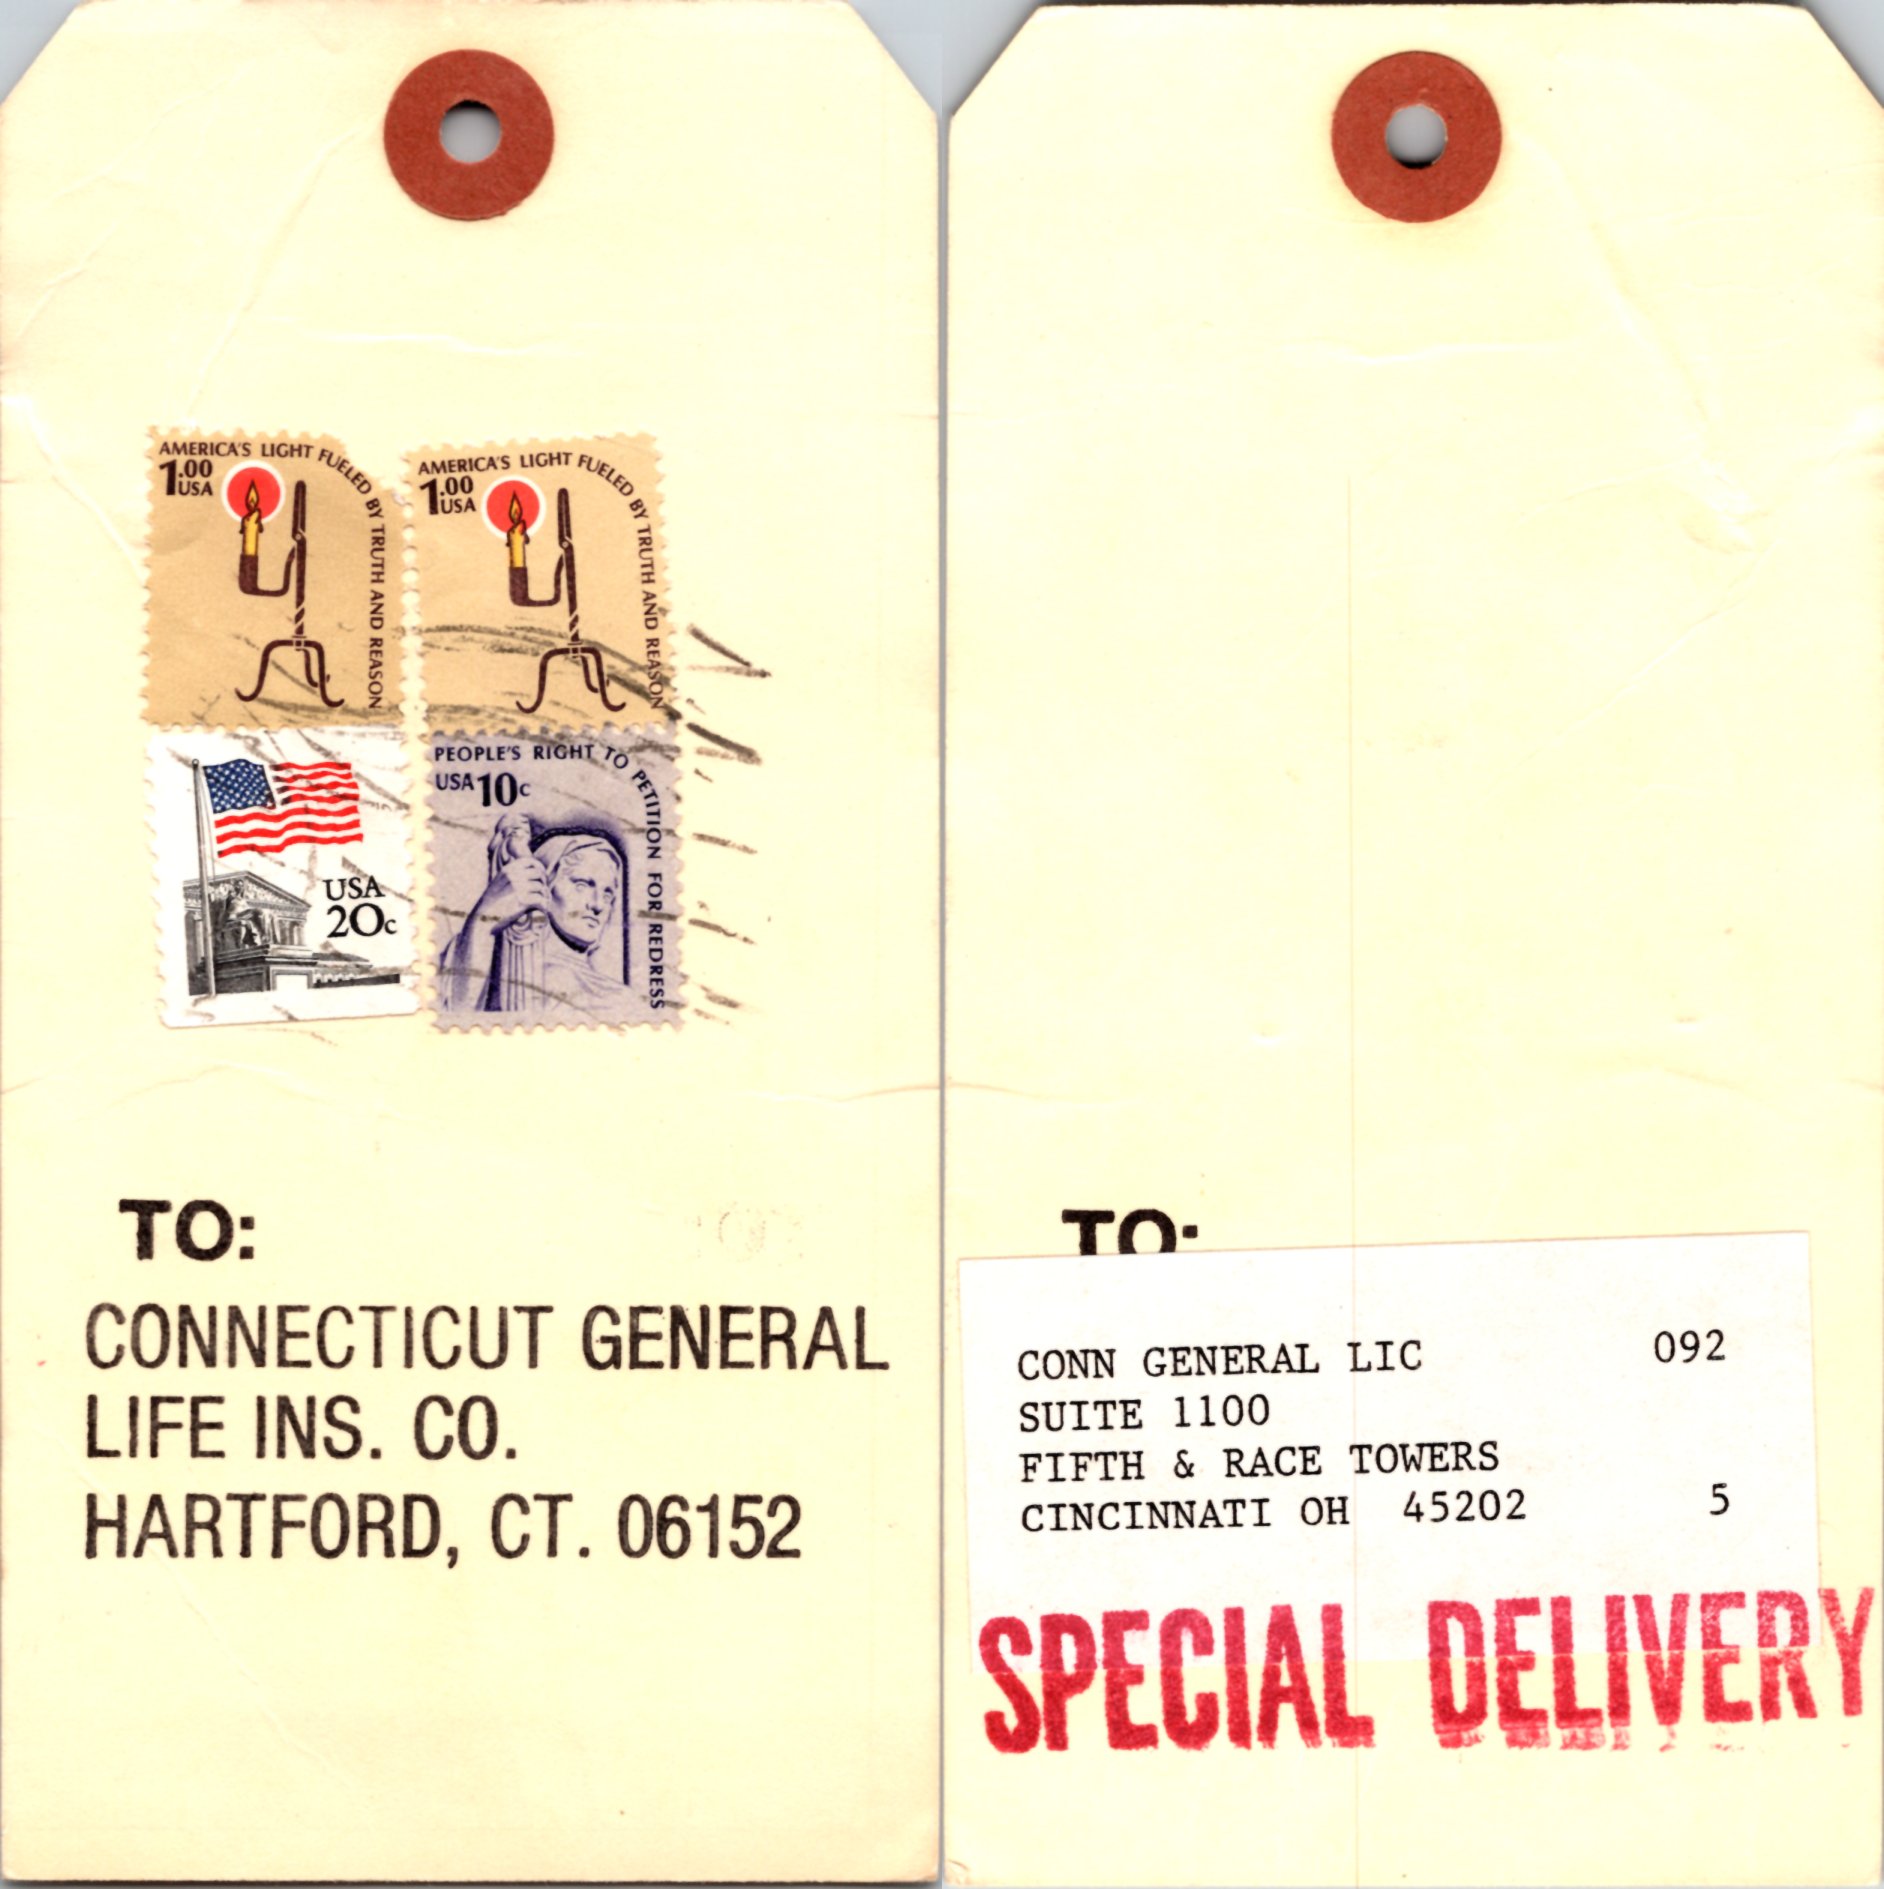 AMERICA'S LIGHT FUELED BY TRUTH AND REASON
1.00
USA
AMERICA'S LIGHT FUELED BY TRUTH AND REASON
1.00
USA
USA
20c
PEOPLE'S RIGHT TO PETITION FOR REDRESS
USA 10c
TO:
CONNECTICUT GENERAL
LIFE INS. CO.
HARTFORD, CT. 06152
TO:
CONN GENERAL LIC 092
SUITE 1100
FIFTH & RACE TOWERS
CINCINNATI OH 45202 5
SPECIAL DELIVERY